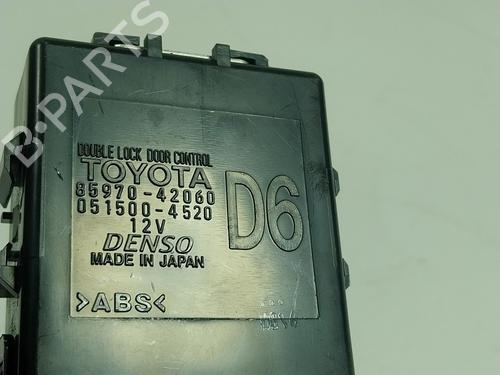 B-PARTS
DOUBLE LOCK DOOR CONTROL
TOYOTA
85970-42060
051500-4520
12V
DENSO
MADE IN JAPAN
D6
>ABS<